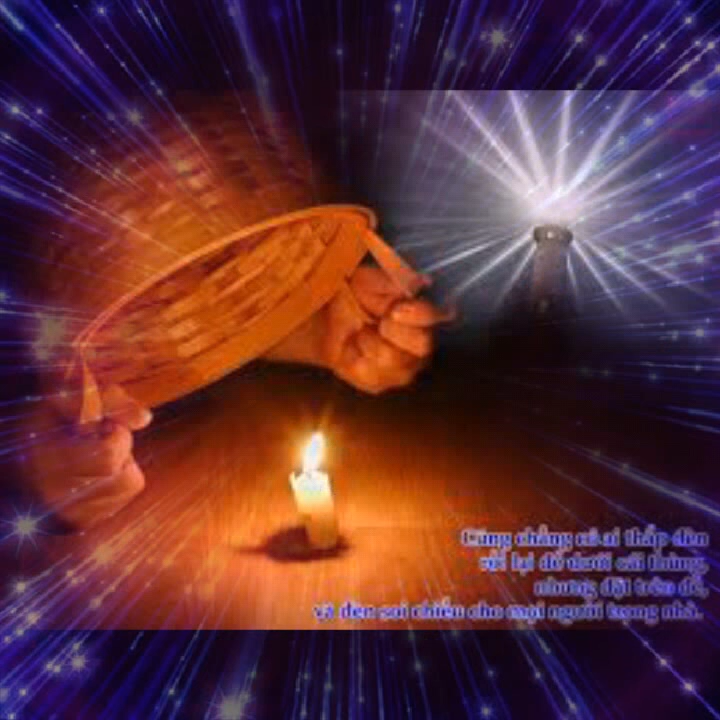 Cũng chẳng có ai thắp đèn
rồi lại để dưới cái thùng,
nhưng đặt trên đế,
và đèn soi chiếu cho mọi người trong nhà.